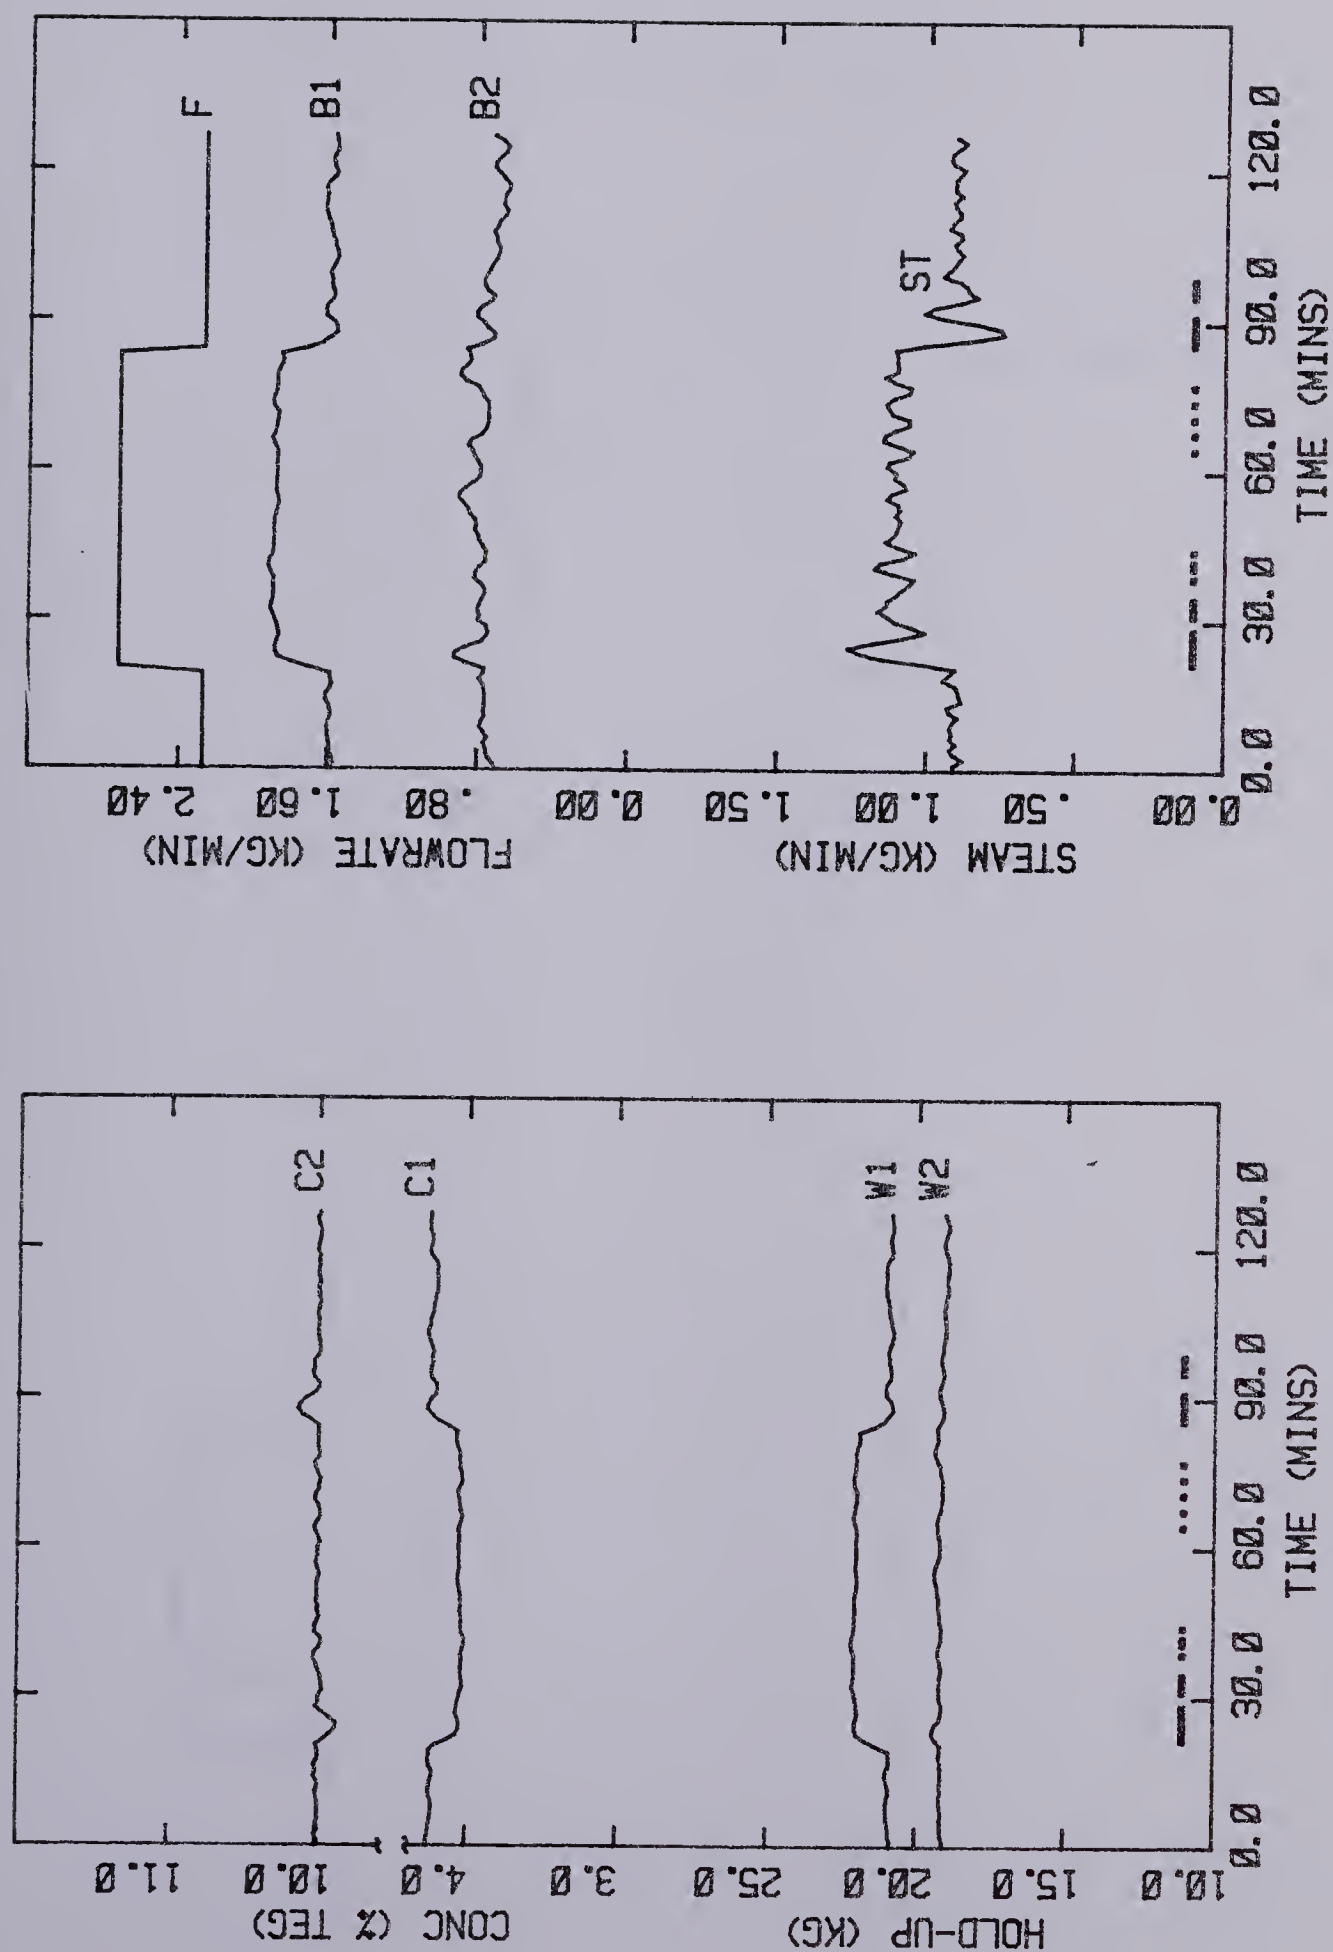 11.0
10.0
4.0
3.0
CONC (% TEG)
C2
C1
25.0
20.0
15.0
10.0
HOLD-UP (KG)
W1
W2
0.0 30.0 60.0 90.0 120.0
TIME (MINS)
2.40
1.60
.80
0.00
FLOWRATE (KG/MIN)
F
B1
B2
1.50
1.00
.50
0.00
STEAM (KG/MIN)
ST
0.0 30.0 60.0 90.0 120.0
TIME (MINS)